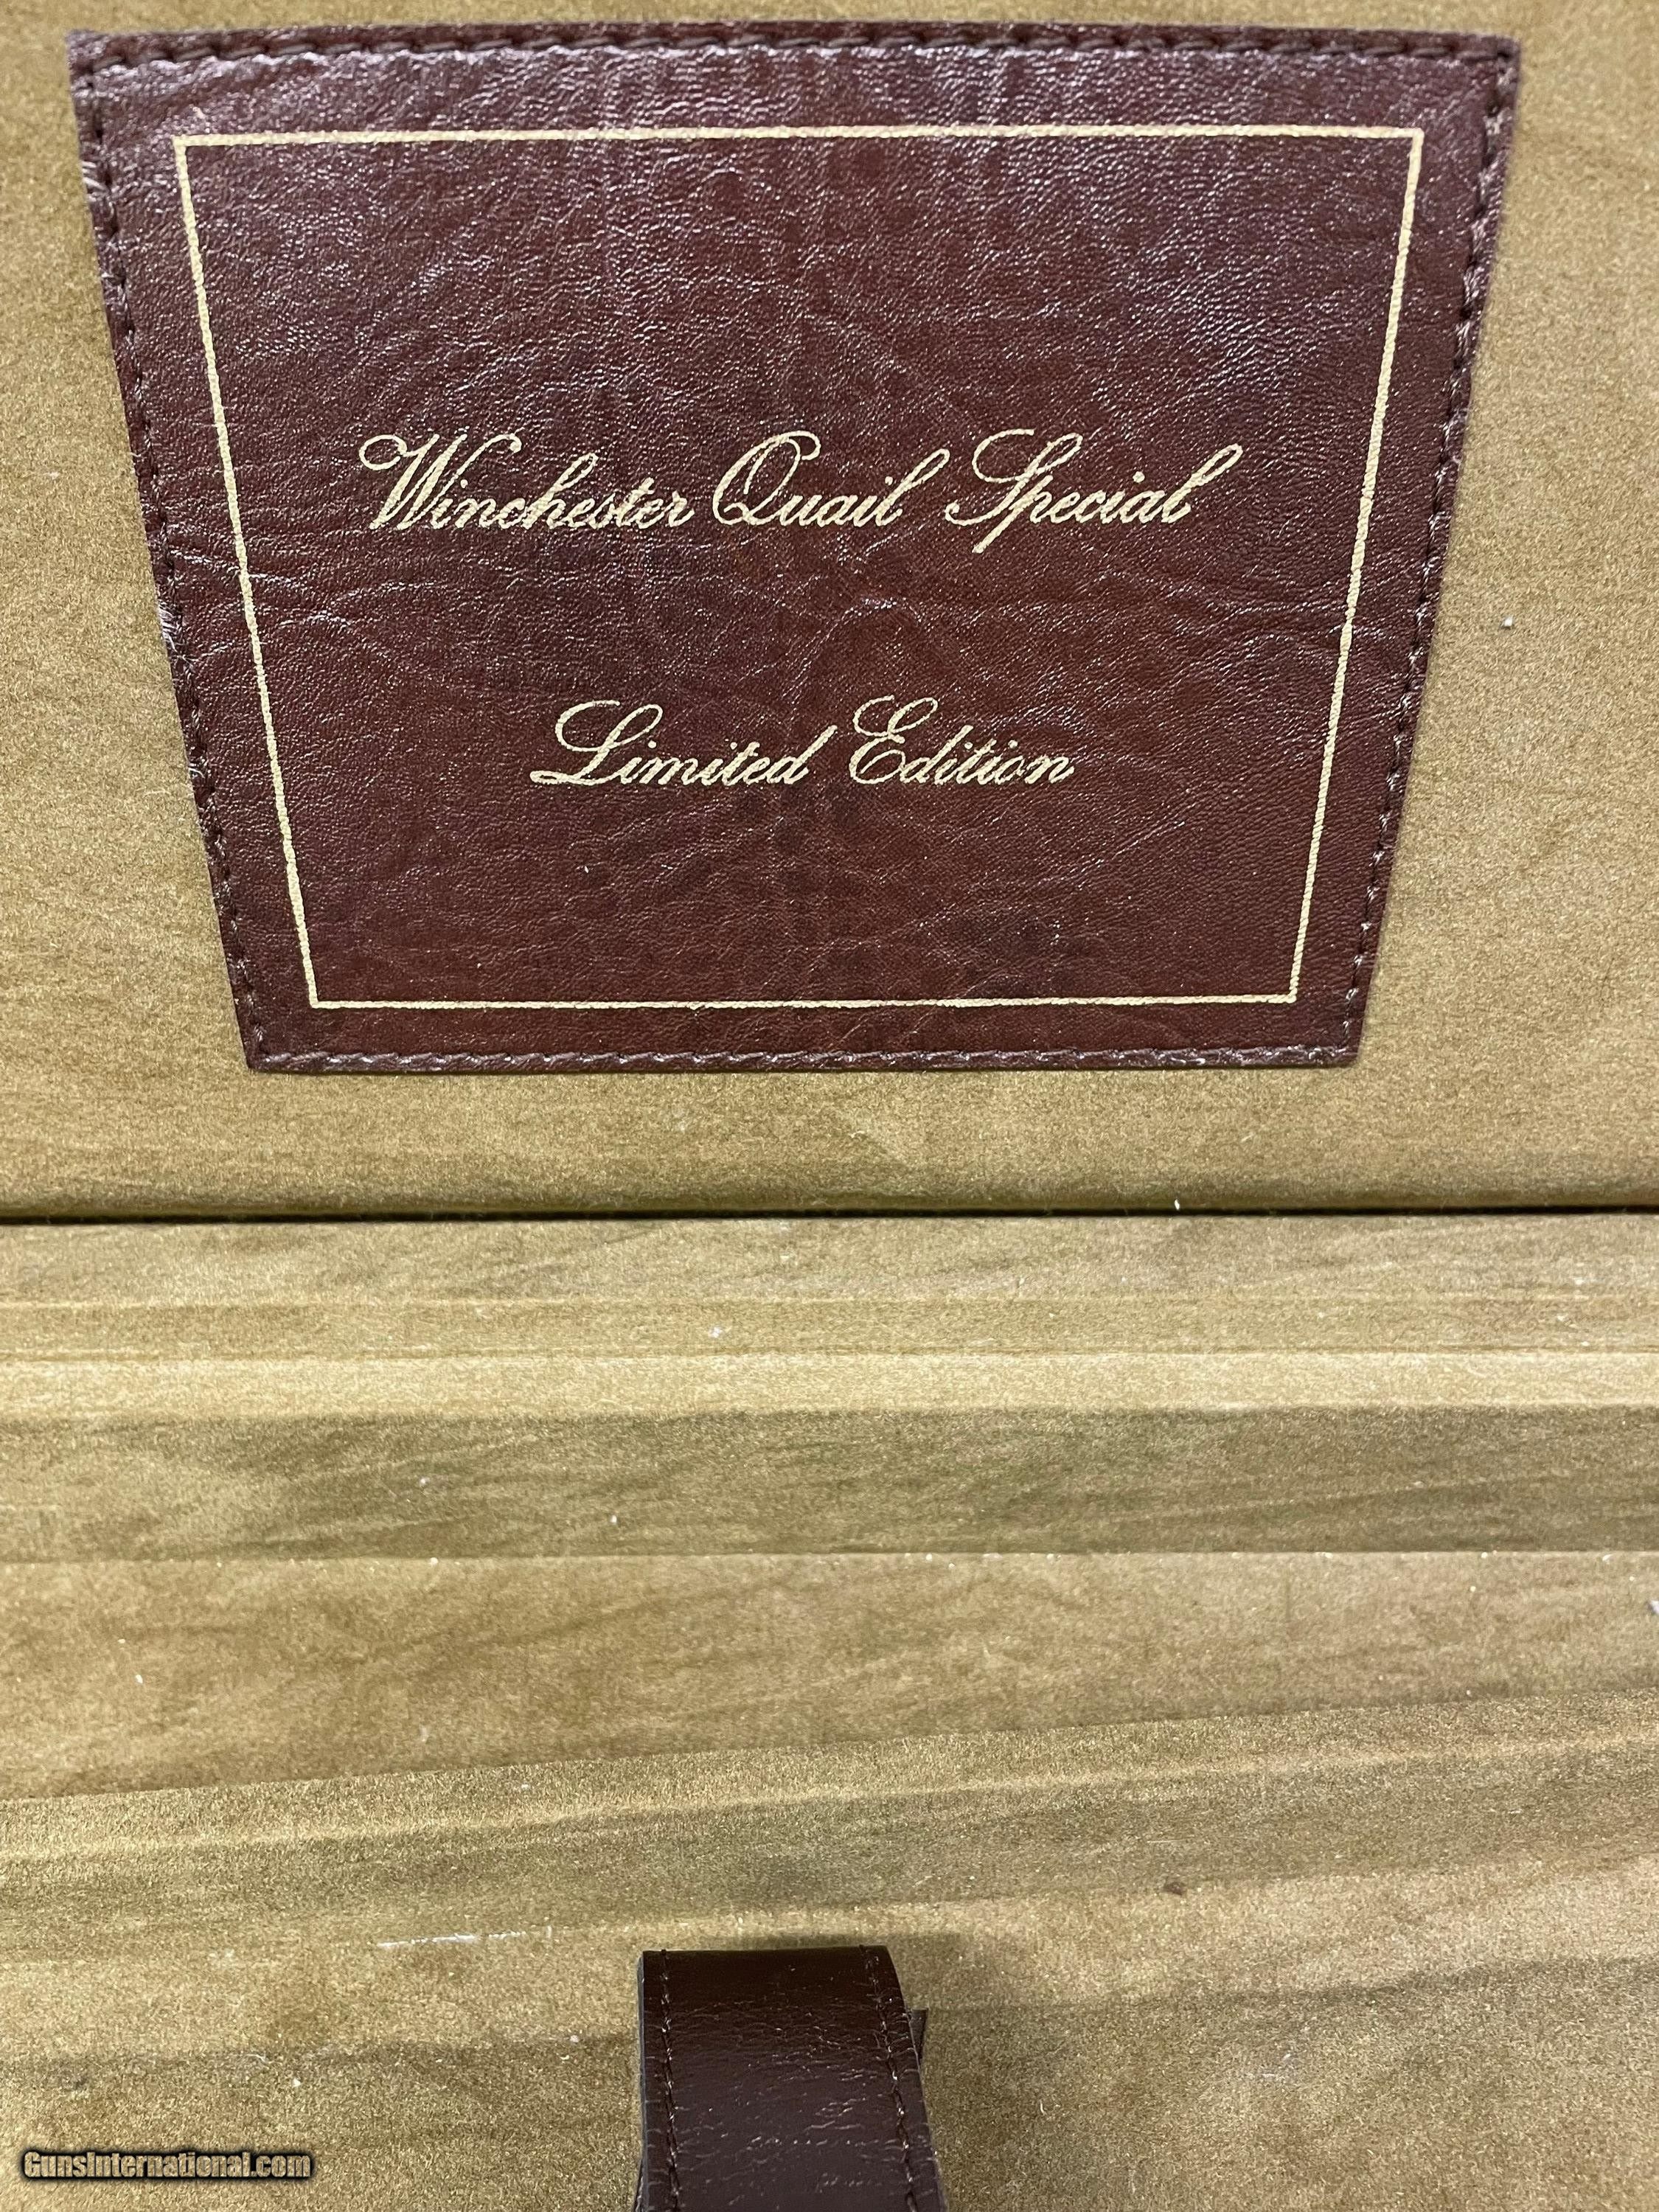 Winchester Quail Special
Limited Edition
GunsInternational.com